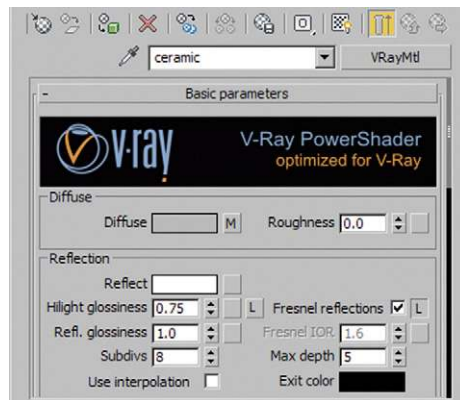 ceramic VRayMtl
- Basic parameters
v·ray V-Ray PowerShader
optimized for V-Ray
Diffuse
Diffuse M Roughness 0.0
Reflection
Reflect
Hilight glossiness 0.75 L Fresnel reflections L
Refl. glossiness 1.0 Fresnel IOR 1.6
Subdivs 8 Max depth 5
Use interpolation Exit color